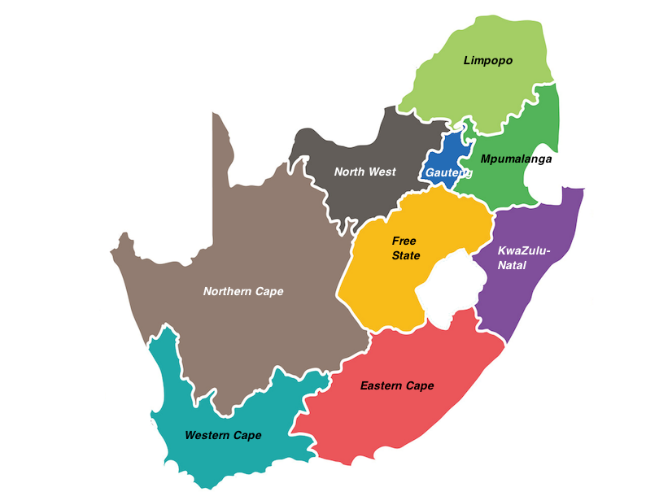 Limpopo
Mpumalanga
North West
Gauteng
Free
State
KwaZulu-
Natal
Northern Cape
Eastern Cape
Western Cape